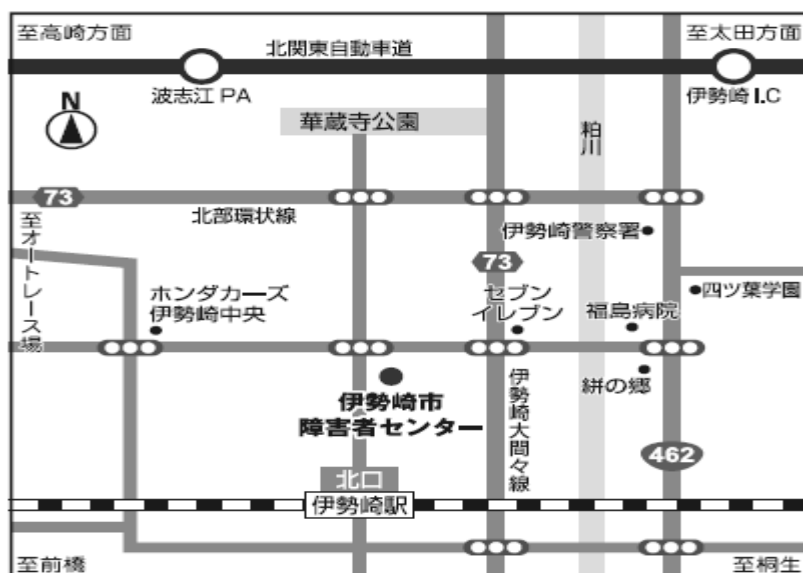 至高崎方面
北関東自動車道
至太田方面
波志江 PA
伊勢崎 I.C
N
華蔵寺公園
粕川
73
北部環状線
至オートレース場
伊勢崎警察署
73
四ツ葉学園
ホンダカーズ
伊勢崎中央
セブン
イレブン
福島病院
伊勢崎市
障害者センター
伊勢崎大間々線
絣の郷
462
北口
伊勢崎駅
至前橋
至桐生